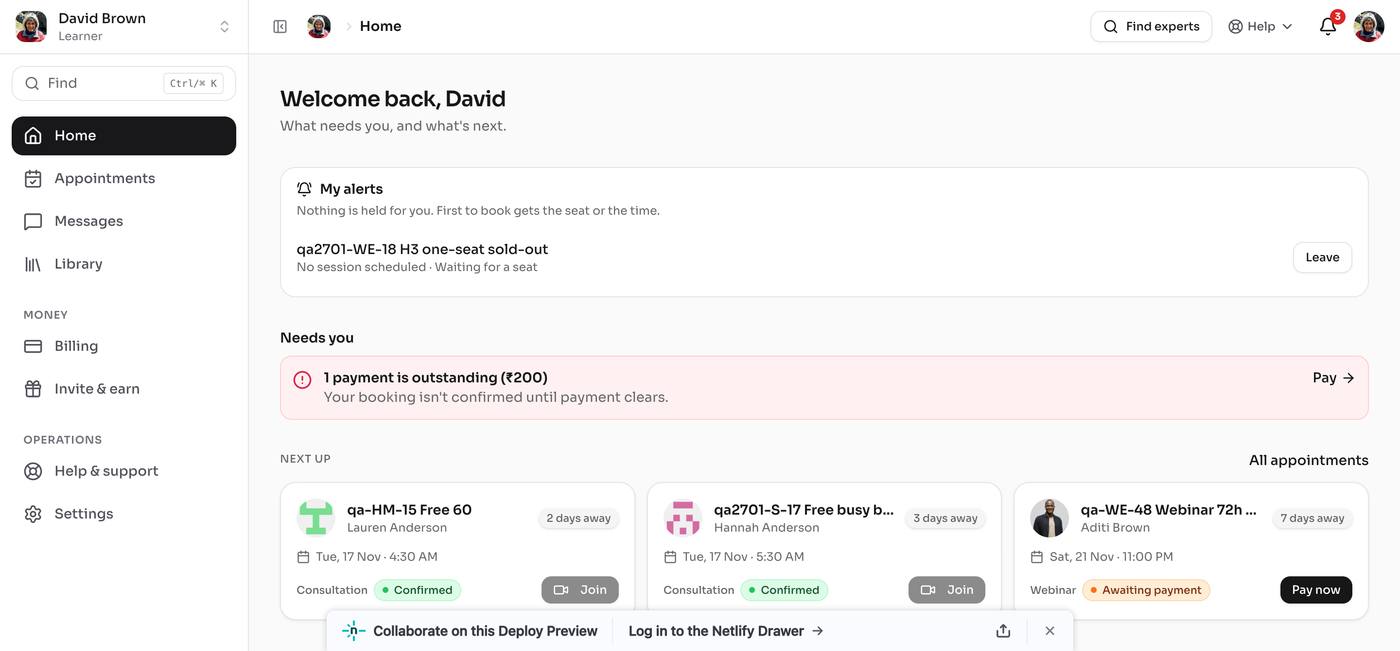 David Brown
Learner
Find
Ctrl/⌘ K
Home
Appointments
Messages
Library
MONEY
Billing
Invite & earn
OPERATIONS
Help & support
Settings
Home
Find experts
Help
3
Welcome back, David
What needs you, and what's next.
My alerts
Nothing is held for you. First to book gets the seat or the time.
qa2701-WE-18 H3 one-seat sold-out
No session scheduled · Waiting for a seat
Leave
Needs you
1 payment is outstanding (₹200)
Your booking isn't confirmed until payment clears.
Pay →
NEXT UP
All appointments
qa-HM-15 Free 60
Lauren Anderson
2 days away
Tue, 17 Nov · 4:30 AM
Consultation
Confirmed
Join
qa2701-S-17 Free busy b...
Hannah Anderson
3 days away
Tue, 17 Nov · 5:30 AM
Consultation
Confirmed
Join
qa-WE-48 Webinar 72h ...
Aditi Brown
7 days away
Sat, 21 Nov · 11:00 PM
Webinar
Awaiting payment
Pay now
Collaborate on this Deploy Preview
Log in to the Netlify Drawer →